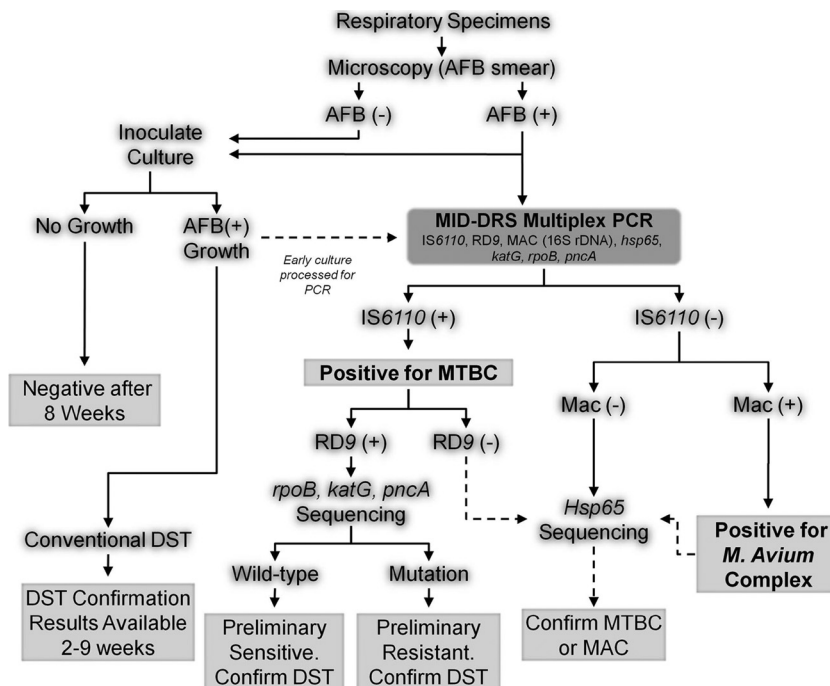 Respiratory Specimens
Microscopy (AFB smear)
AFB (-)
AFB (+)
Inoculate
Culture
No Growth
AFB(+)
Growth
Early culture
processed for
PCR
MID-DRS Multiplex PCR
IS6110, RD9, MAC (16S rDNA), hsp65,
katG, rpoB, pncA
IS6110 (+)
IS6110 (-)
Negative after
8 Weeks
Positive for MTBC
Mac (-)
Mac (+)
RD9 (+)
RD9 (-)
rpoB, katG, pncA
Sequencing
Hsp65
Sequencing
Positive for
M. Avium
Complex
Conventional DST
Wild-type
Mutation
DST Confirmation
Results Available
2-9 weeks
Preliminary
Sensitive.
Confirm DST
Preliminary
Resistant.
Confirm DST
Confirm MTBC
or MAC